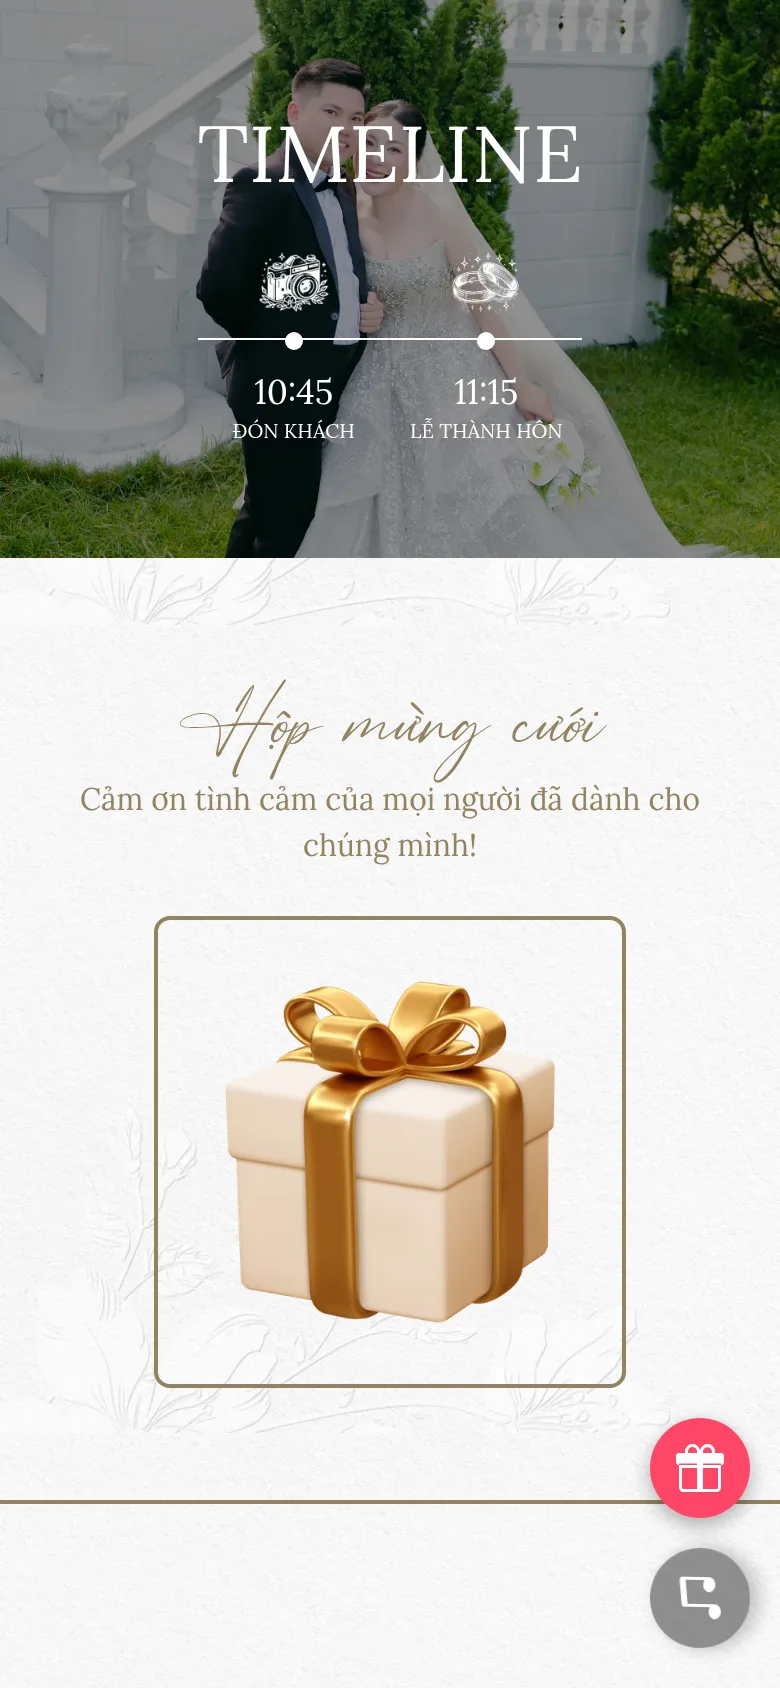 TIMELINE
10:45
11:15
ĐÓN KHÁCH
LỄ THÀNH HÔN
Hộp mừng cưới
Cảm ơn tình cảm của mọi người đã dành cho
chúng mình!